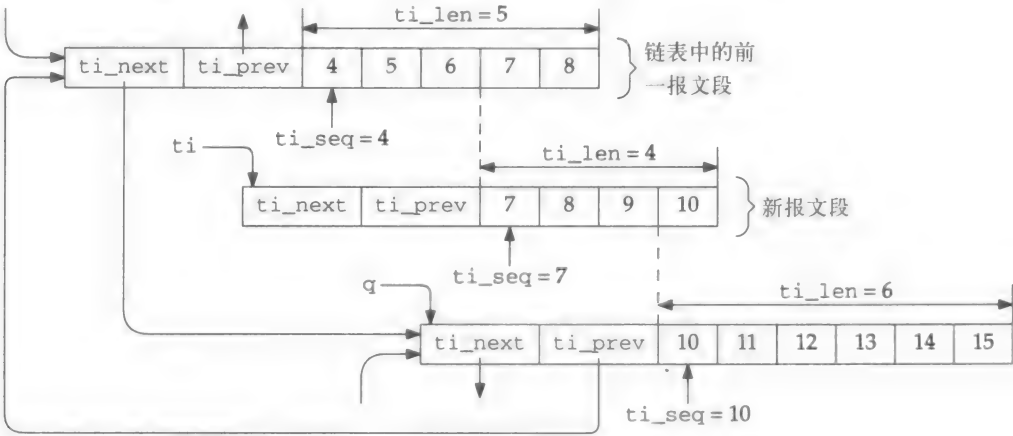 ti_len=5
ti_next ti_prev 4 5 6 7 8
链表中的前
一报文段
ti_seq=4
ti
ti_len=4
ti_next ti_prev 7 8 9 10
新报文段
ti_seq=7
q
ti_len=6
ti_next ti_prev 10 11 12 13 14 15
ti_seq=10